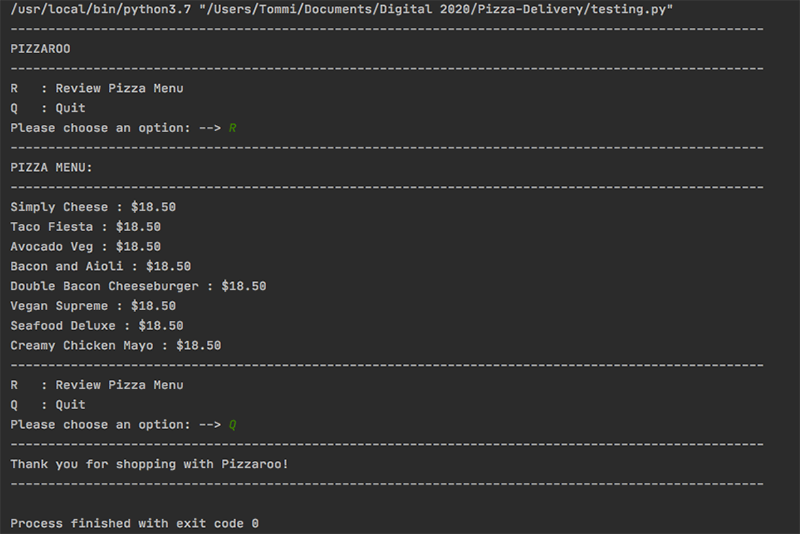 /usr/local/bin/python3.7 "/Users/Tommi/Documents/Digital 2020/Pizza-Delivery/testing.py"
----------------------------------------------------------------------------------------------------
PIZZAROO
----------------------------------------------------------------------------------------------------
R   : Review Pizza Menu
Q   : Quit
Please choose an option: --> R
----------------------------------------------------------------------------------------------------
PIZZA MENU:
----------------------------------------------------------------------------------------------------
Simply Cheese : $18.50
Taco Fiesta : $18.50
Avocado Veg : $18.50
Bacon and Aioli : $18.50
Double Bacon Cheeseburger : $18.50
Vegan Supreme : $18.50
Seafood Deluxe : $18.50
Creamy Chicken Mayo : $18.50
----------------------------------------------------------------------------------------------------
R   : Review Pizza Menu
Q   : Quit
Please choose an option: --> Q
----------------------------------------------------------------------------------------------------
Thank you for shopping with Pizzaroo!
----------------------------------------------------------------------------------------------------
Process finished with exit code 0